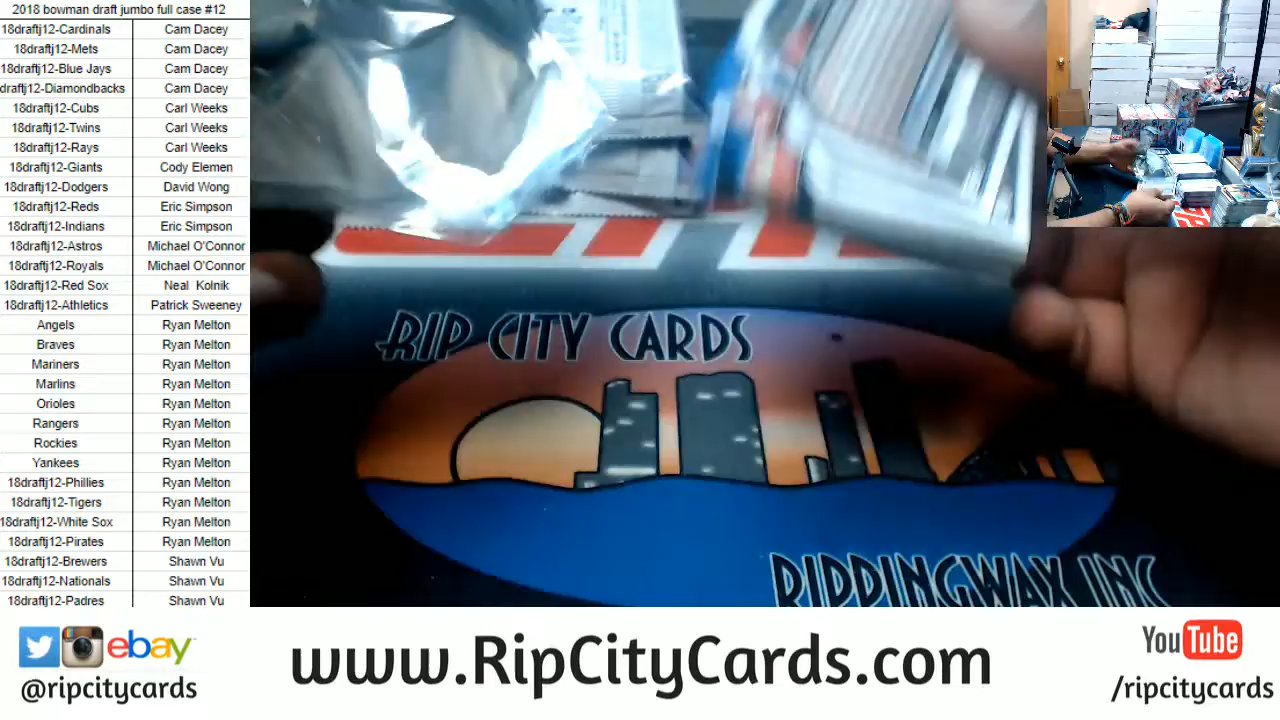 2018 bowman draft jumbo full case #12
18draftj12-Cardinals Cam Dacey
18draftj12-Mets Cam Dacey
18draftj12-Blue Jays Cam Dacey
draftj12-Diamondbacks Cam Dacey
18draftj12-Cubs Carl Weeks
18draftj12-Twins Carl Weeks
18draftj12-Rays Carl Weeks
18draftj12-Giants Cody Elemen
18draftj12-Dodgers David Wong
18draftj12-Reds Eric Simpson
18draftj12-Indians Eric Simpson
18draftj12-Astros Michael O'Connor
18draftj12-Royals Michael O'Connor
18draftj12-Red Sox Neal Kolnik
18draftj12-Athletics Patrick Sweeney
Angels Ryan Melton
Braves Ryan Melton
Mariners Ryan Melton
Marlins Ryan Melton
Orioles Ryan Melton
Rangers Ryan Melton
Rockies Ryan Melton
Yankees Ryan Melton
18draftj12-Phillies Ryan Melton
18draftj12-Tigers Ryan Melton
18draftj12-White Sox Ryan Melton
18draftj12-Pirates Ryan Melton
18draftj12-Brewers Shawn Vu
18draftj12-Nationals Shawn Vu
18draftj12-Padres Shawn Vu
RIP CITY CARDS
RIPPINGWAX INC
ebay
@ripcitycards
www.RipCityCards.com
YouTube
/ripcitycards